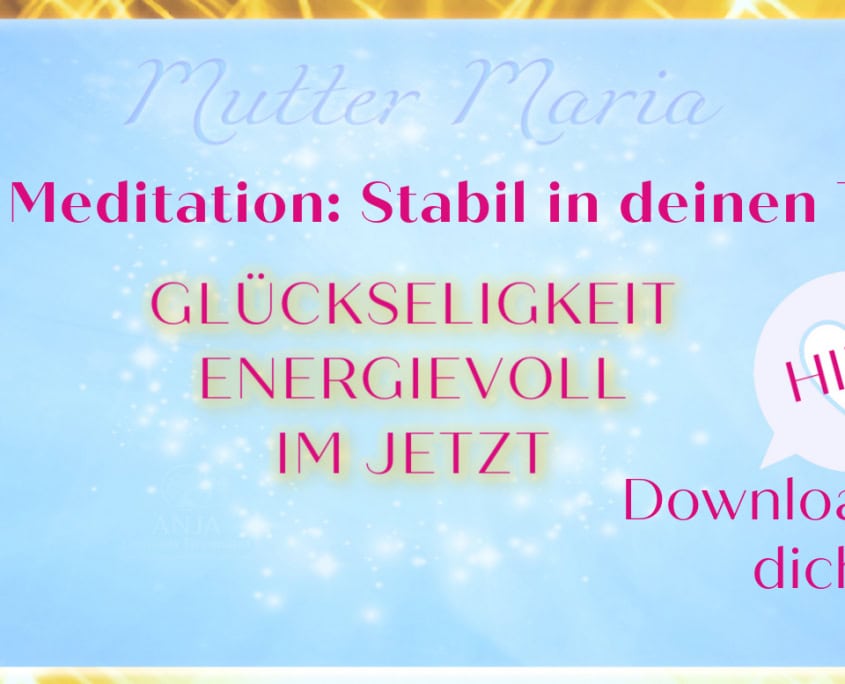 Mutter Maria
Meditation: Stabil in deinen
GLÜCKSELIGKEIT
ENERGIEVOLL
IM JETZT
ANJA